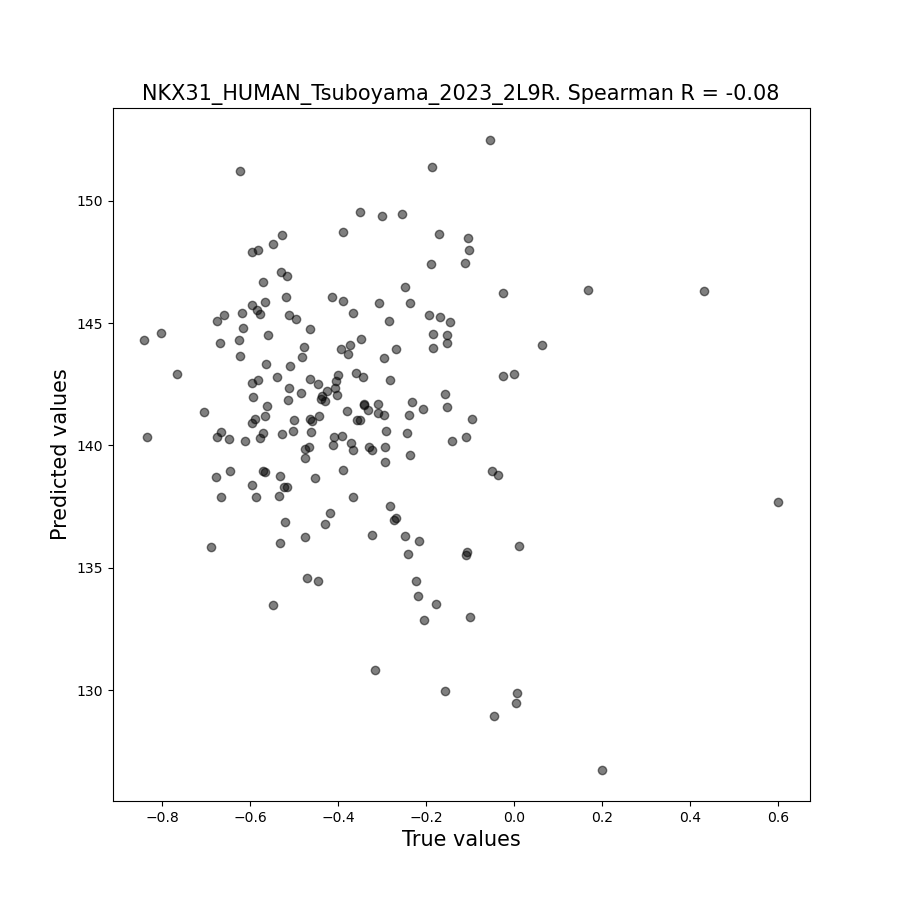 NKX31_HUMAN_Tsuboyama_2023_2L9R. Spearman R = -0.08
Predicted values
150
145
140
135
130
−0.8 −0.6 −0.4 −0.2 0.0 0.2 0.4 0.6
True values